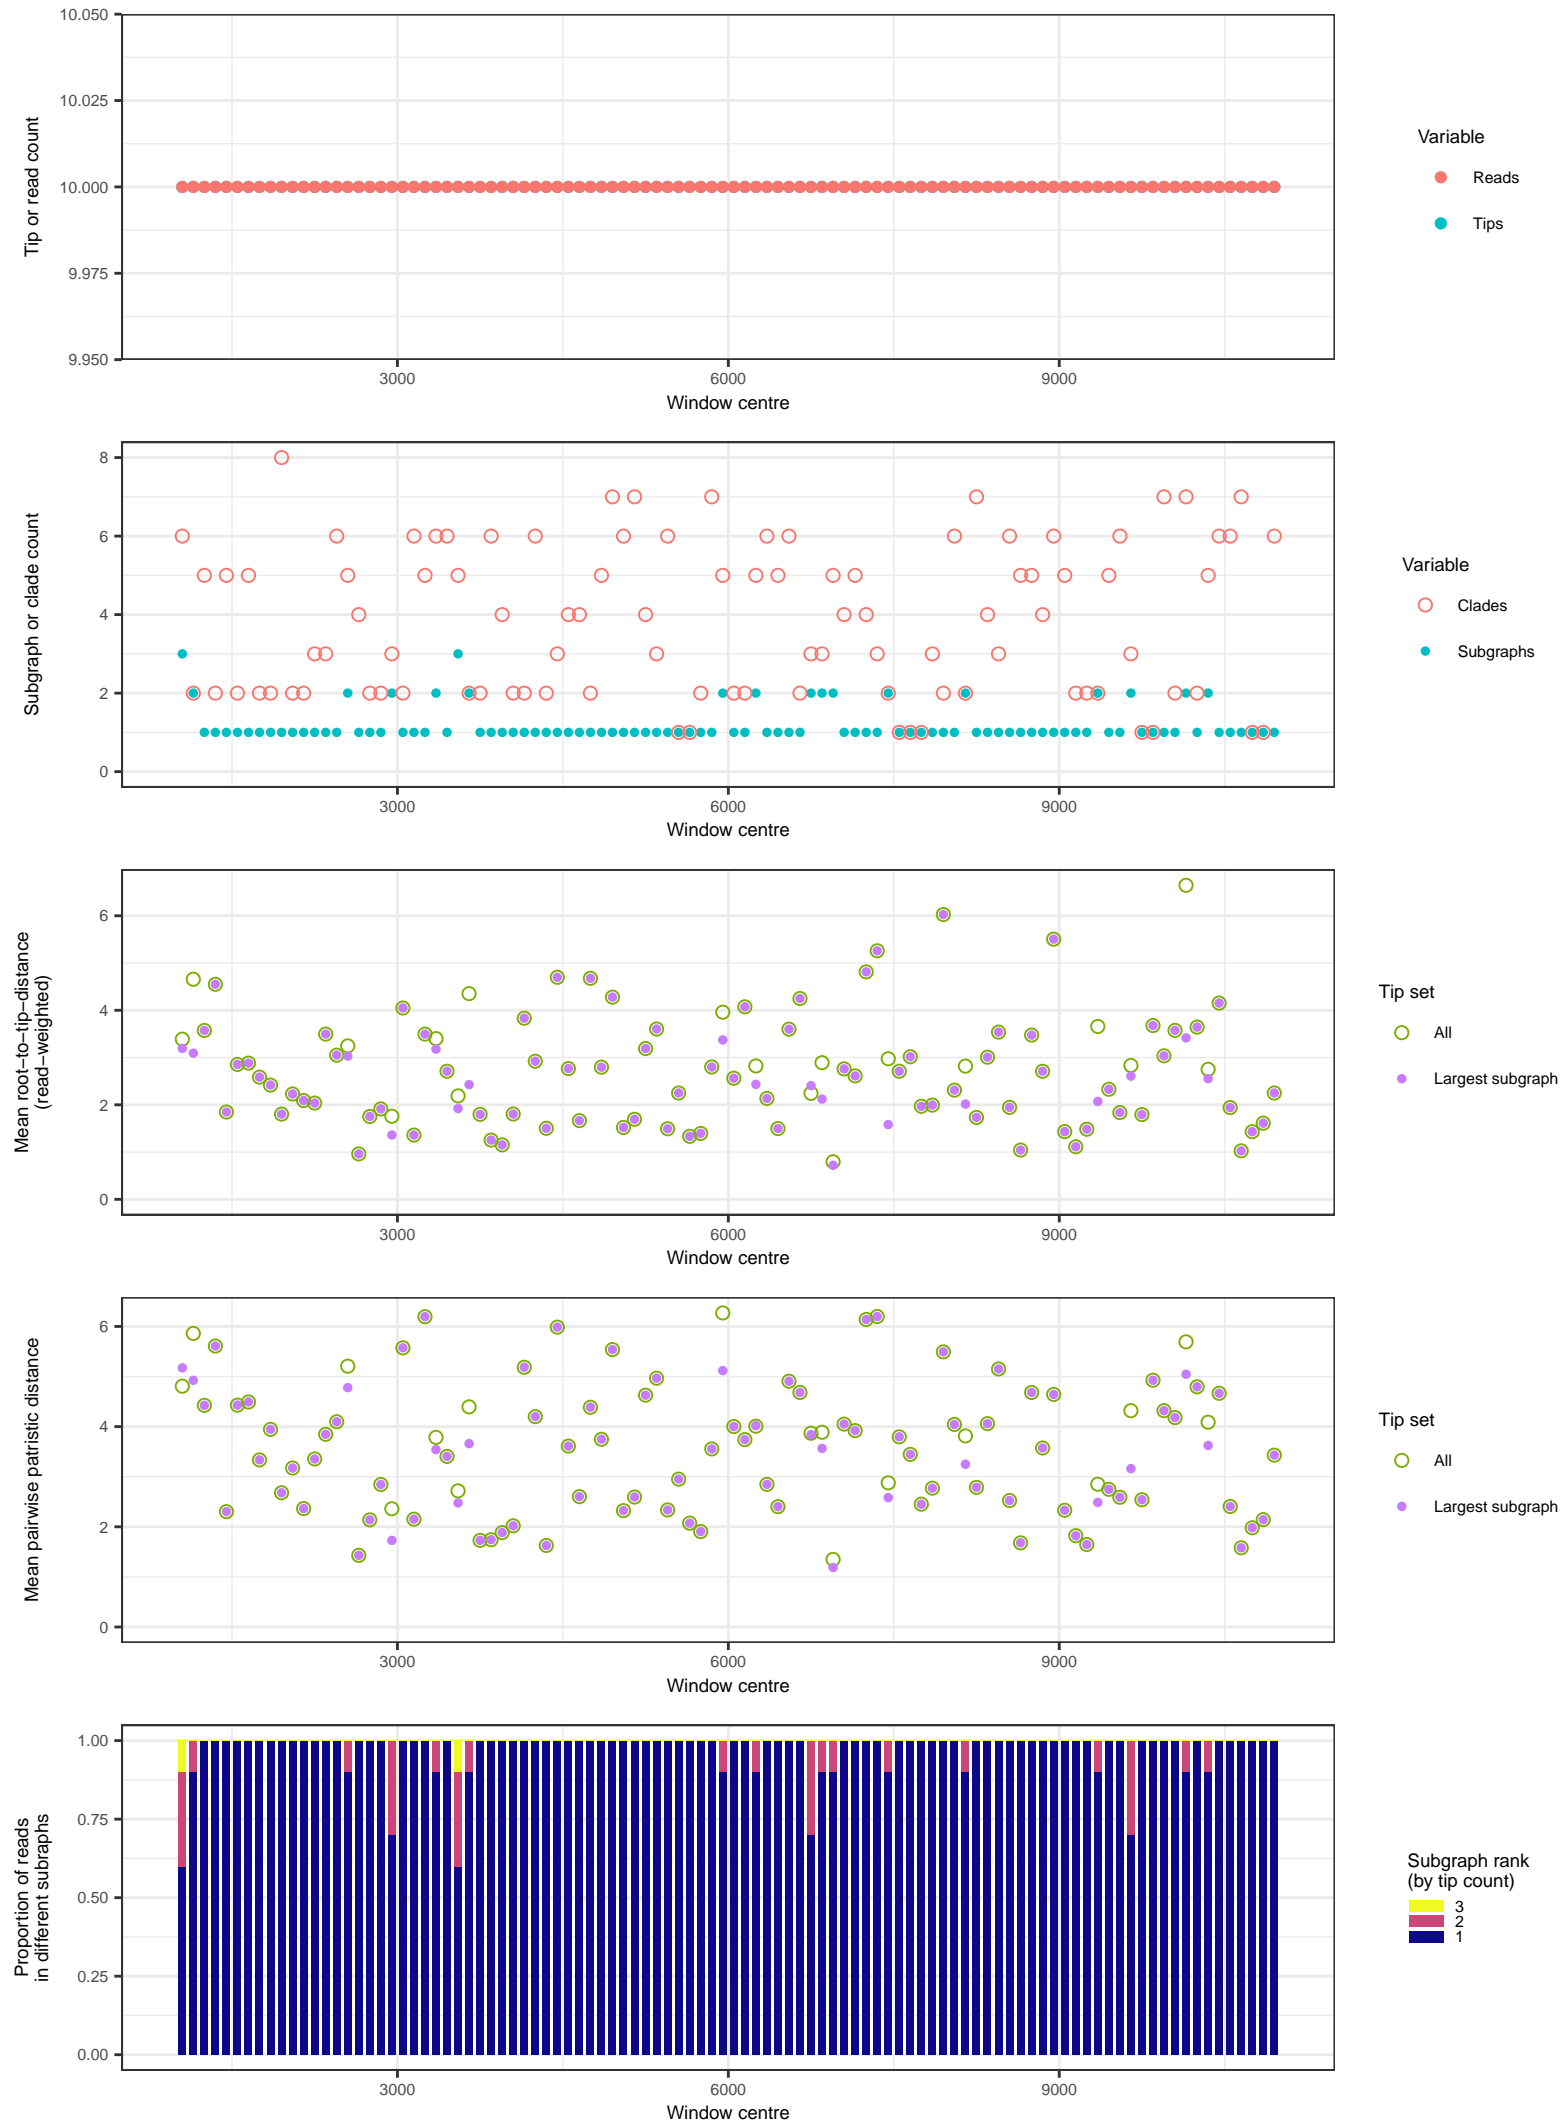 10.050
10.025
10.000
9.975
9.950
Tip or read count
3000 6000 9000
Window centre
Variable
Reads
Tips
8
6
4
2
0
Subgraph or clade count
3000 6000 9000
Window centre
Variable
Clades
Subgraphs
6
4
2
0
Mean root−to−tip−distance
(read−weighted)
3000 6000 9000
Window centre
Tip set
All
Largest subgraph
6
4
2
0
Mean pairwise patristic distance
3000 6000 9000
Window centre
Tip set
All
Largest subgraph
1.00
0.75
0.50
0.25
0.00
Proportion of reads
in different subraphs
3000 6000 9000
Window centre
Subgraph rank
(by tip count)
3
2
1